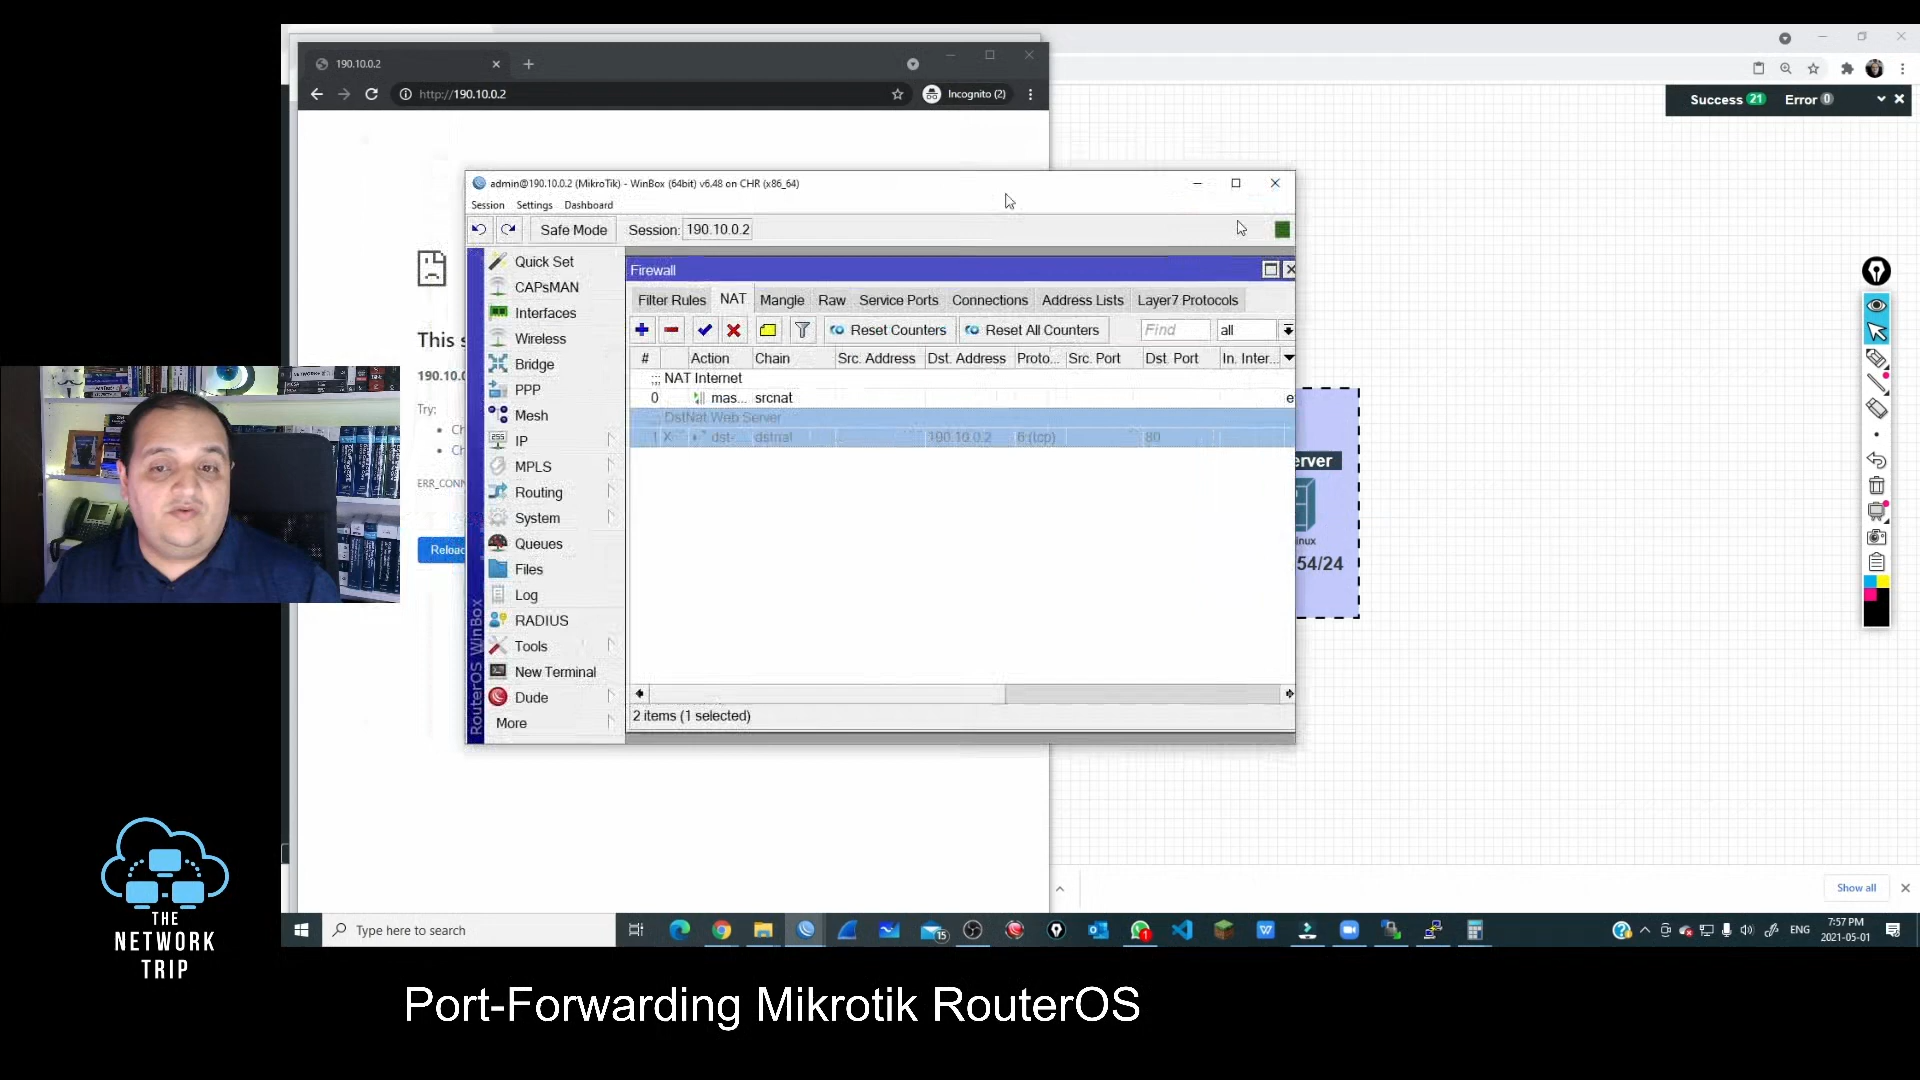 190.10.0.2
http://190.10.0.2
Incognito (2)
Success 21 Error 0
admin@190.10.0.2 (MikroTik) - WinBox (64bit) v6.48 on CHR (x86_64)
Session Settings Dashboard
Safe Mode Session: 190.10.0.2
Quick Set
CAPsMAN
Interfaces
Wireless
Bridge
PPP
Mesh
IP
MPLS
Routing
System
Queues
Files
Log
RADIUS
Tools
New Terminal
Dude
More
RouterOS WinBox
Firewall
Filter Rules NAT Mangle Raw Service Ports Connections Address Lists Layer7 Protocols
Reset Counters Reset All Counters Find all
# Action Chain Src. Address Dst. Address Proto... Src. Port Dst. Port In. Inter...
;;; NAT Internet
0 mas... srcnat e
;;; DstNat Web Server
1 X dst-... dstnat 190.10.0.2 6 (tcp) 80
2 items (1 selected)
This s
190.10.0
Try:
Ch
Ch
ERR_CONN
Reload
erver
inux
54/24
Show all
Type here to search
15
1
ENG
7:57 PM
2021-05-01
THE
NETWORK
TRIP
Port-Forwarding Mikrotik RouterOS